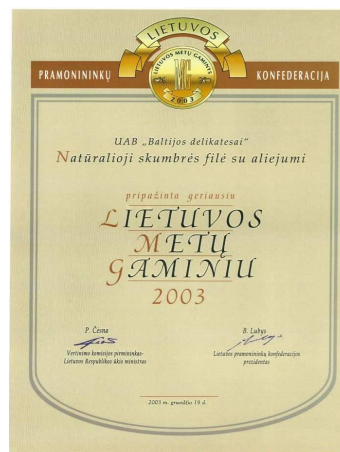 LIETUVOS
PRAMONININKŲ KONFEDERACIJA
LIETUVOS METŲ GAMINYS
2003
UAB „Baltijos delikatesai“
Natūralioji skumbrės filė su aliejumi
pripažinta geriausiu
LIETUVOS
METŲ
GAMINIU
2003
P. Čėsna
Vertinimo komisijos pirmininkas-
Lietuvos Respublikos ūkio ministras
B. Lubys
Lietuvos pramonininkų konfederacijos
prezidentas
2003 m. gruodžio 19 d.